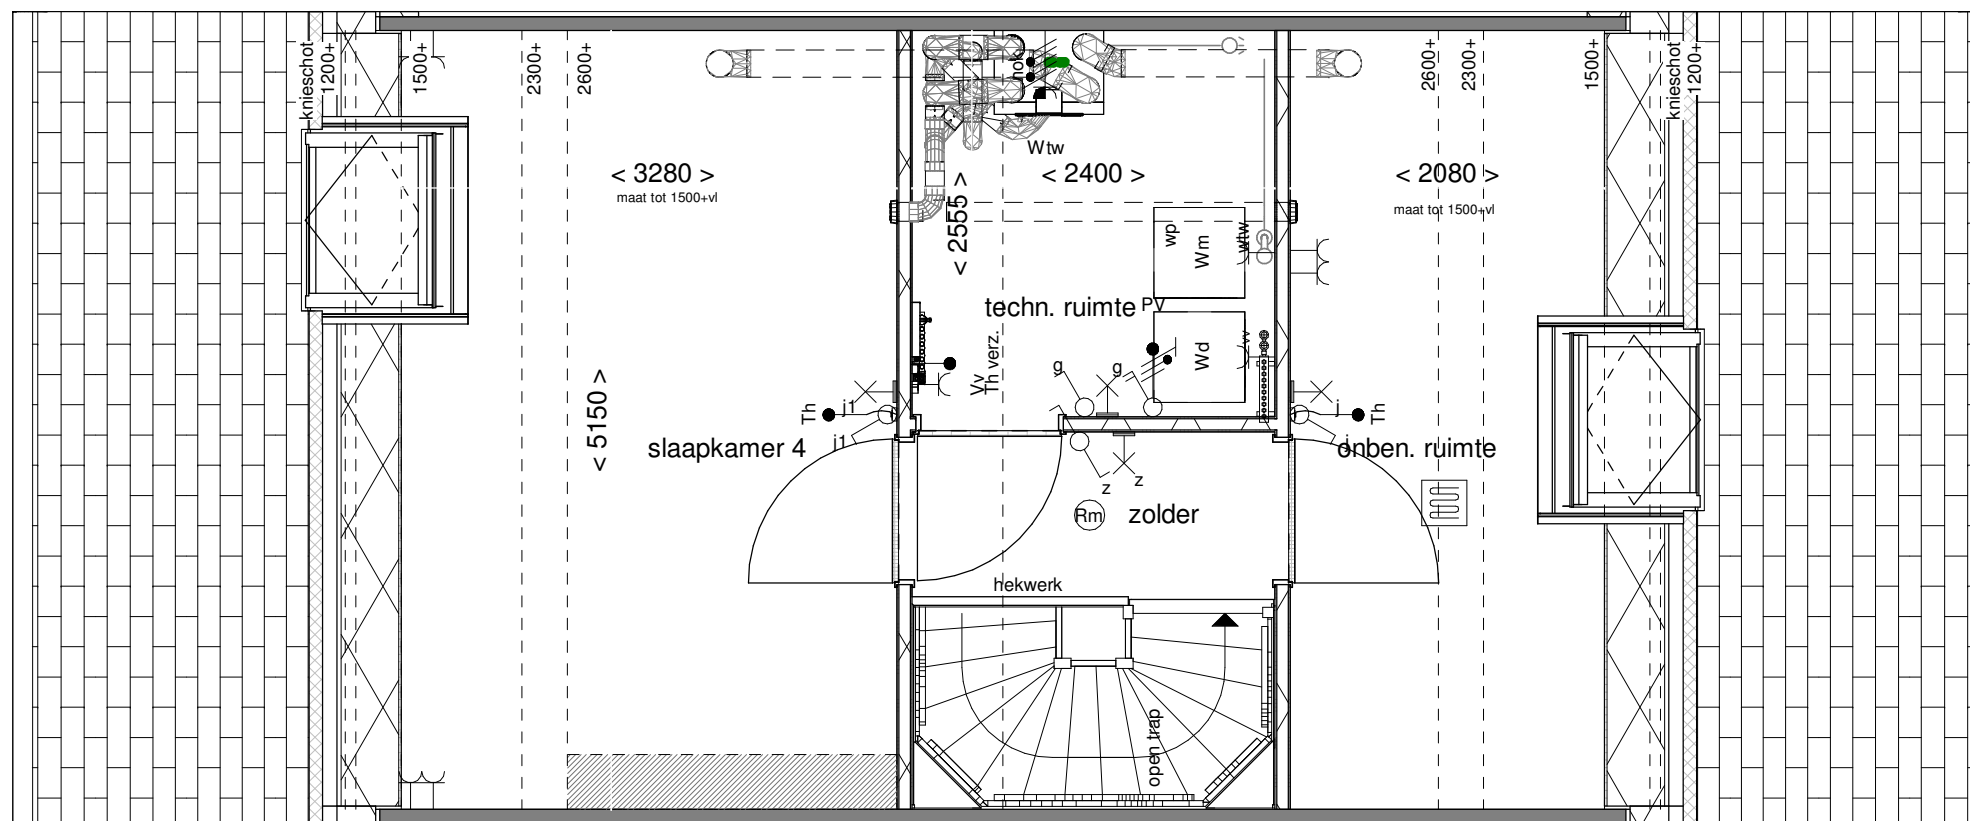 knieschot
1200+
1500+
2300+
2600+
nok
2600+
2300+
1500+
knieschot
1200+
Wtw
< 3280 >
maat tot 1500+vl
< 2400 >
< 2080 >
maat tot 1500+vl
< 2555 >
wp
Wm
wtw
techn. ruimte
PV
Wd
vv
Vv
Th verz.
g
g
< 5150 >
Th
j1
j1
j
Th
slaapkamer 4
onben. ruimte
z
z
Rm
zolder
hekwerk
open trap